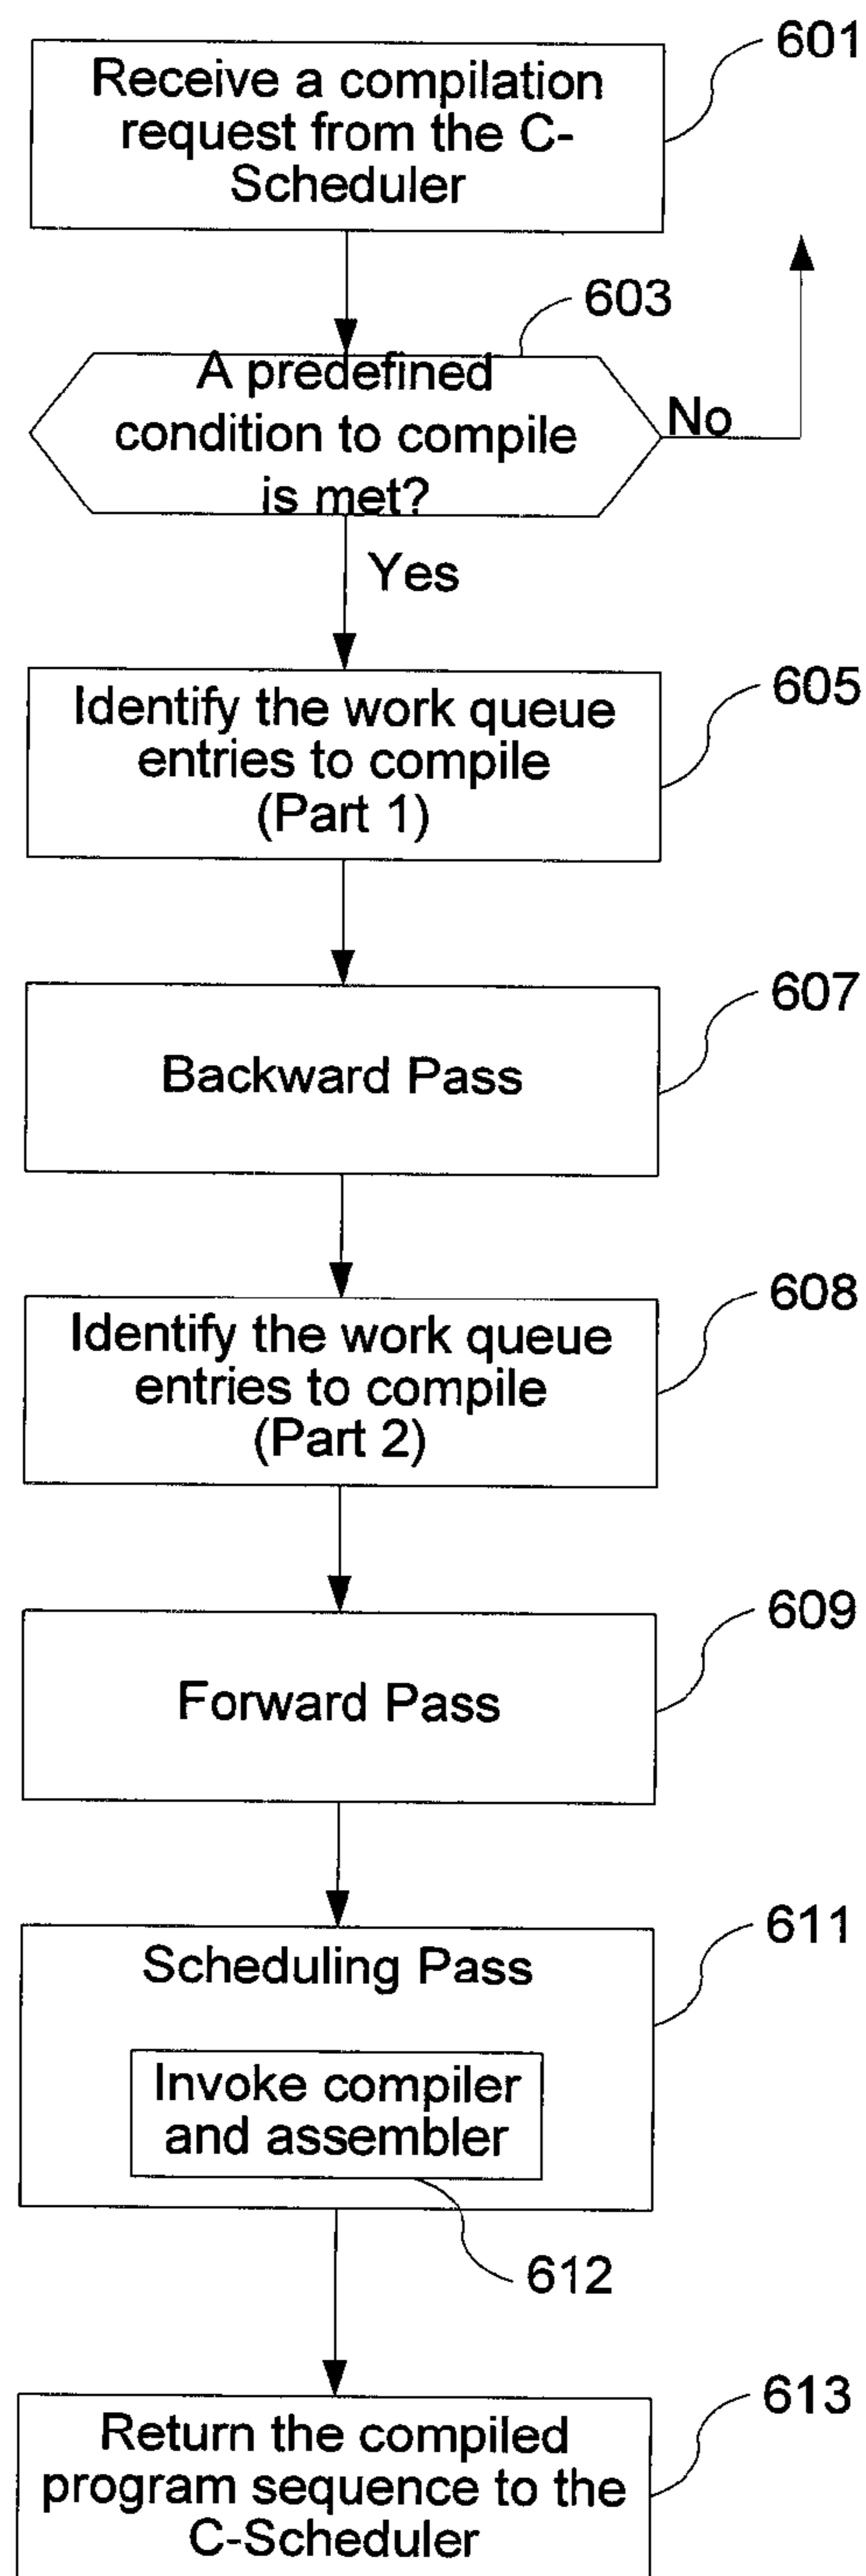 601
Receive a compilation
request from the C-
Scheduler
603
A predefined
condition to compile
is met?
No
Yes
605
Identify the work queue
entries to compile
(Part 1)
607
Backward Pass
608
Identify the work queue
entries to compile
(Part 2)
609
Forward Pass
611
Scheduling Pass
Invoke compiler
and assembler
612
613
Return the compiled
program sequence to the
C-Scheduler